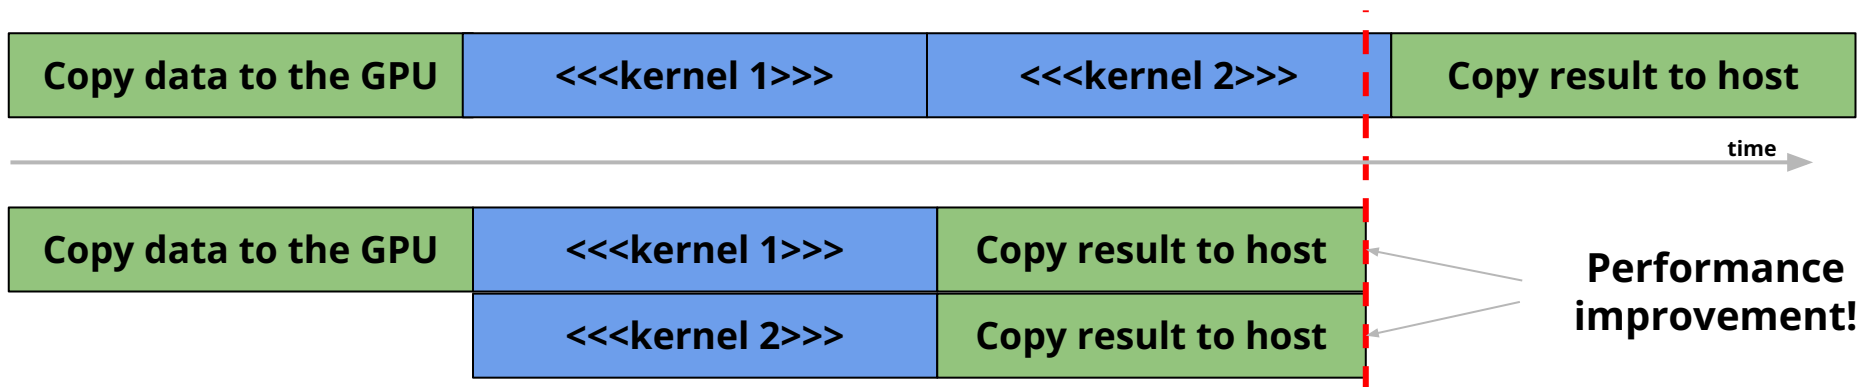 Copy data to the GPU <<<kernel 1>>> <<<kernel 2>>> Copy result to host
time
Copy data to the GPU <<<kernel 1>>> Copy result to host
<<<kernel 2>>> Copy result to host
Performance
improvement!